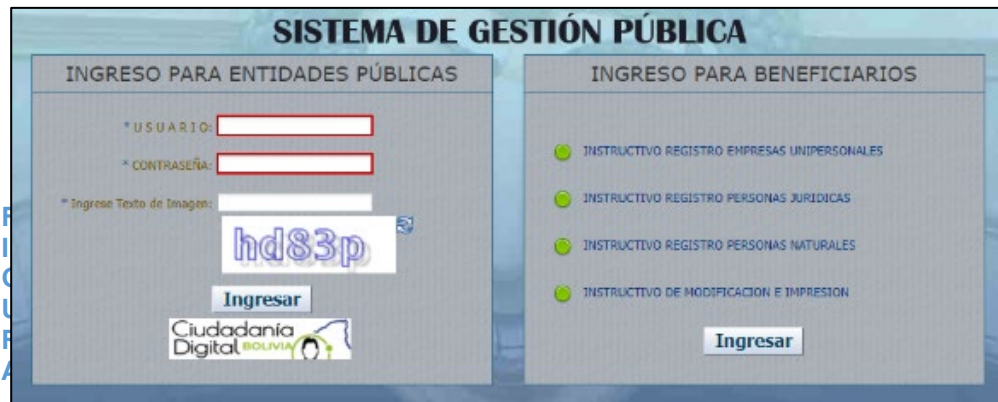 SISTEMA DE GESTIÓN PÚBLICA
INGRESO PARA ENTIDADES PÚBLICAS
* U S U A R I O:
* CONTRASEÑA:
* Ingrese Texto de Imagen:
hd83p
Ingresar
Ciudadanía
Digital BOLIVIA
INGRESO PARA BENEFICIARIOS
INSTRUCTIVO REGISTRO EMPRESAS UNIPERSONALES
INSTRUCTIVO REGISTRO PERSONAS JURIDICAS
INSTRUCTIVO REGISTRO PERSONAS NATURALES
INSTRUCTIVO DE MODIFICACION E IMPRESION
Ingresar